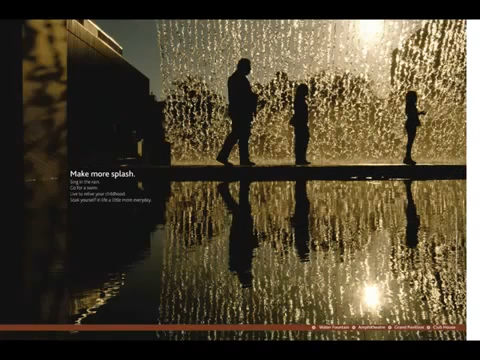 Make more splash.
Sing in the rain.
Go for a swim.
Live to relive your childhood.
Soak yourself in life a little more everyday.
Water Fountain Amphitheatre Grand Pavilions Club House